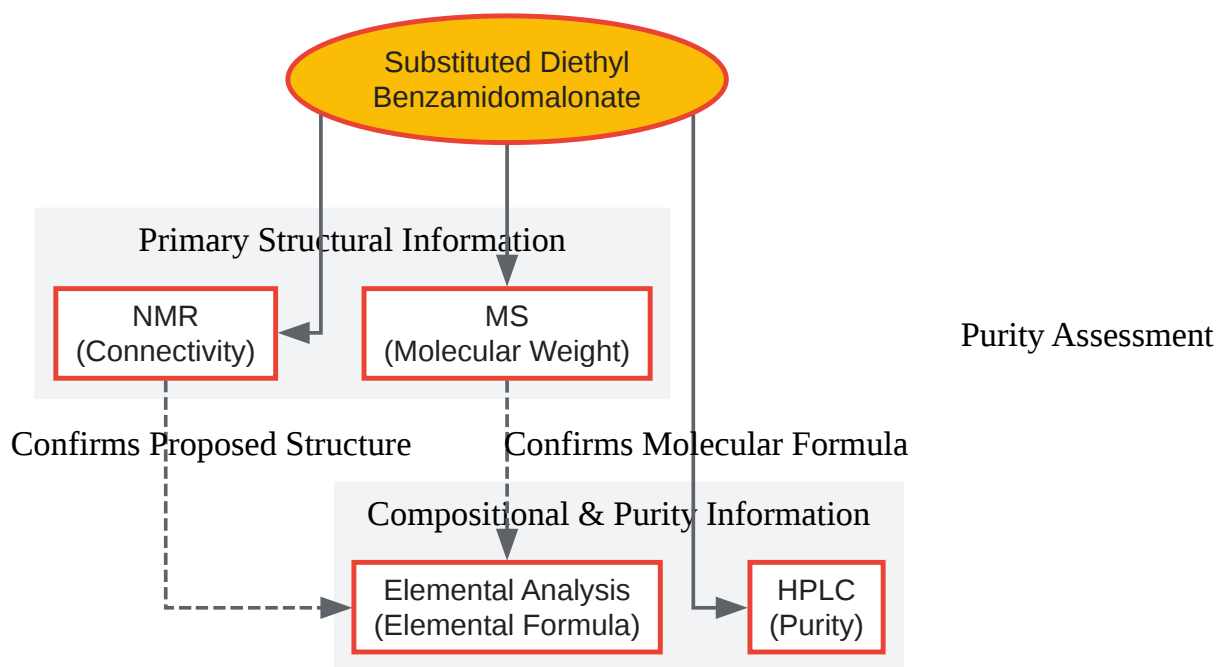 Substituted Diethyl
Benzamidomalonate
Primary Structural Information
NMR
(Connectivity)
MS
(Molecular Weight)
Purity Assessment
Confirms Proposed Structure
Confirms Molecular Formula
Compositional & Purity Information
Elemental Analysis
(Elemental Formula)
HPLC
(Purity)